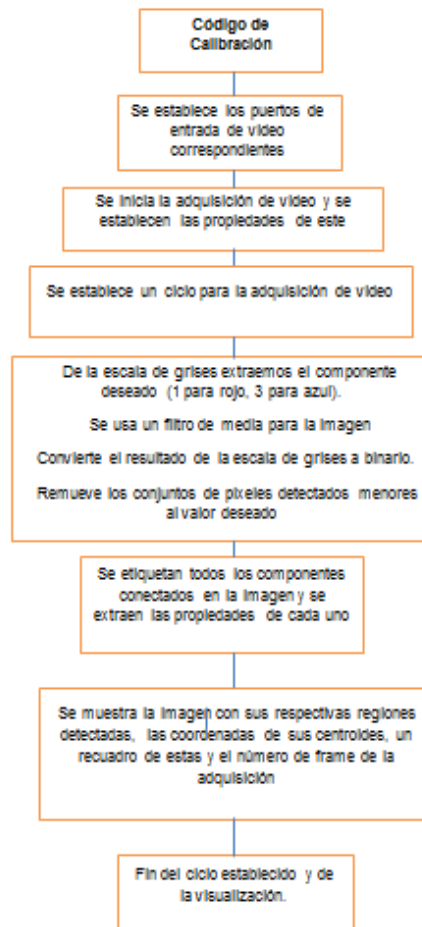 Código de
Calibración
Se establece los puertos de
entrada de video
correspondientes
Se inicia la adquisición de video y se
establecen las propiedades de este
Se establece un ciclo para la adquisición de video
De la escala de grises extraemos el componente
deseado (1 para rojo, 3 para azul).
Se usa un filtro de media para la imagen
Convierte el resultado de la escala de grises a binario.
Remueve los conjuntos de pixeles detectados menores
al valor deseado
Se etiquetan todos los componentes
conectados en la imagen y se
extraen las propiedades de cada uno
Se muestra la imagen con sus respectivas regiones
detectadas, las coordenadas de sus centroides, un
recuadro de estas y el número de frame de la
adquisición
Fin del ciclo establecido y de
la visualización.